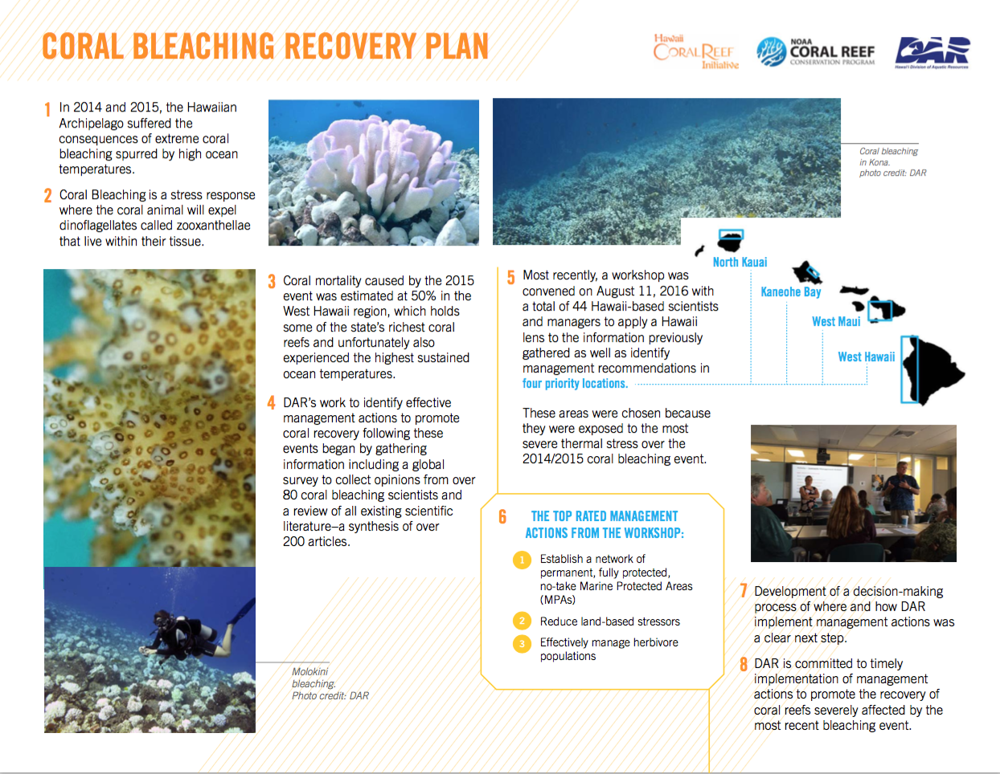 CORAL BLEACHING RECOVERY PLAN
Hawaii
CORAL REEF
Initiative
NOAA
CORAL REEF
CONSERVATION PROGRAM
DAR
Hawai'i Division of Aquatic Resources
1 In 2014 and 2015, the Hawaiian
Archipelago suffered the
consequences of extreme coral
bleaching spurred by high ocean
temperatures.
2 Coral Bleaching is a stress response
where the coral animal will expel
dinoflagellates called zooxanthellae
that live within their tissue.
Coral bleaching
in Kona.
photo credit: DAR
3 Coral mortality caused by the 2015
event was estimated at 50% in the
West Hawaii region, which holds
some of the state's richest coral
reefs and unfortunately also
experienced the highest sustained
ocean temperatures.
4 DAR's work to identify effective
management actions to promote
coral recovery following these
events began by gathering
information including a global
survey to collect opinions from over
80 coral bleaching scientists and
a review of all existing scientific
literature–a synthesis of over
200 articles.
Molokini
bleaching.
Photo credit: DAR
5 Most recently, a workshop was
convened on August 11, 2016 with
a total of 44 Hawaii-based scientists
and managers to apply a Hawaii
lens to the information previously
gathered as well as identify
management recommendations in
four priority locations.
These areas were chosen because
they were exposed to the most
severe thermal stress over the
2014/2015 coral bleaching event.
North Kauai
Kaneohe Bay
West Maui
West Hawaii
6 THE TOP RATED MANAGEMENT
ACTIONS FROM THE WORKSHOP:
1 Establish a network of
permanent, fully protected,
no-take Marine Protected Areas
(MPAs)
2 Reduce land-based stressors
3 Effectively manage herbivore
populations
7 Development of a decision-making
process of where and how DAR
implement management actions was
a clear next step.
8 DAR is committed to timely
implementation of management
actions to promote the recovery of
coral reefs severely affected by the
most recent bleaching event.